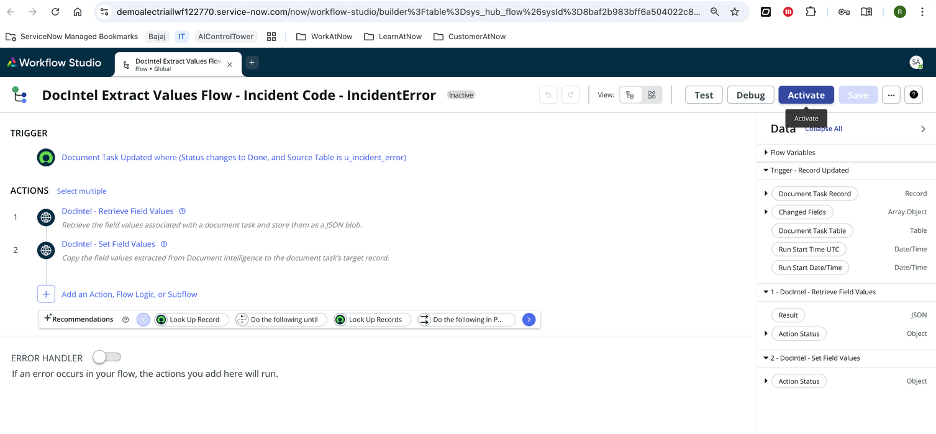 demoalectriallwf122770.service-now.com/now/workflow-studio/builder%3Ftable%3Dsys_hub_flow%26sysId%3D8baf2b983bff6a504022c8...
R
ServiceNow Managed Bookmarks Bajaj IT AIControlTower WorkAtNow LearnAtNow CustomerAtNow
Workflow Studio
DocIntel Extract Values Flow
Flow • Global
SA
DocIntel Extract Values Flow - Incident Code - IncidentError Inactive
View: Test Debug Activate Save ...
Activate
TRIGGER
Document Task Updated where (Status changes to Done, and Source Table is u_incident_error)
ACTIONS Select multiple
1 DocIntel - Retrieve Field Values
Retrieve the field values associated with a document task and store them as a JSON blob.
2 DocIntel - Set Field Values
Copy the field values extracted from Document Intelligence to the document task's target record.
Add an Action, Flow Logic, or Subflow
Recommendations Look Up Record Do the following until Look Up Records Do the following in P...
ERROR HANDLER
If an error occurs in your flow, the actions you add here will run.
Data Collapse All
Flow Variables
Trigger - Record Updated
Document Task Record Record
Changed Fields Array.Object
Document Task Table Table
Run Start Time UTC Date/Time
Run Start Date/Time Date/Time
1 - DocIntel - Retrieve Field Values
Result JSON
Action Status Object
2 - DocIntel - Set Field Values
Action Status Object